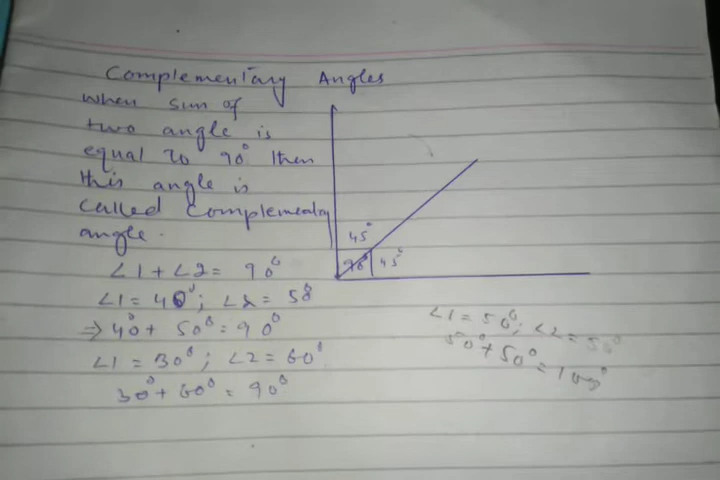 Complementary Angles
when sum of
two angle is
equal to 90° then
this angle is
called complementary
angle.
∠1 + ∠2 = 90°
∠1 = 40°; ∠2 = 50°
⇒ 40° + 50° = 90°
∠1 = 30°; ∠2 = 60°
30° + 60° = 90°
45°
90° 45°
∠1 = 50°; ∠2 = 50°
50° + 50° = 100°